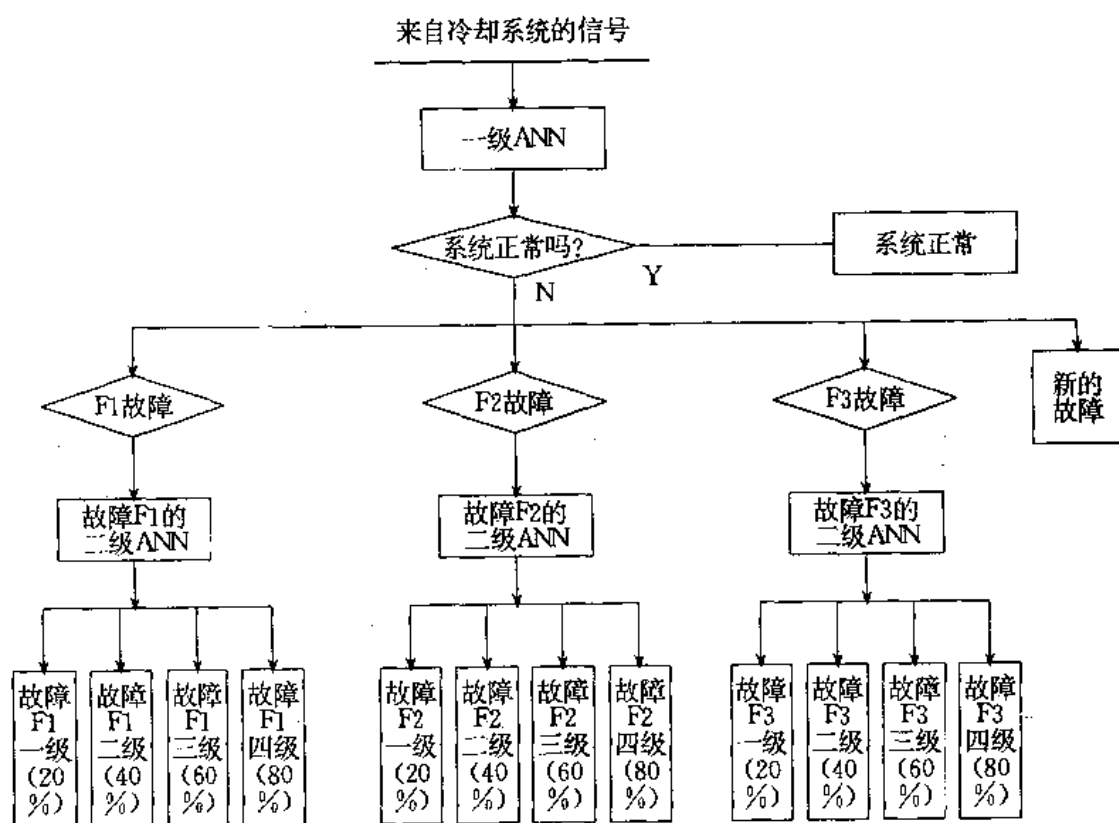 来自冷却系统的信号
一级ANN
系统正常吗?
系统正常
Y
N
F1故障
F2故障
F3故障
新的
故障
故障F1的
二级ANN
故障F2的
二级ANN
故障F3的
二级ANN
故障
F1
一级
(20
%)
故障
F1
二级
(40
%)
故障
F1
三级
(60
%)
故障
F1
四级
(80
%)
故障
F2
一级
(20
%)
故障
F2
二级
(40
%)
故障
F2
三级
(60
%)
故障
F2
四级
(80
%)
故障
F3
一级
(20
%)
故障
F3
二级
(40
%)
故障
F3
三级
(60
%)
故障
F3
四级
(80
%)